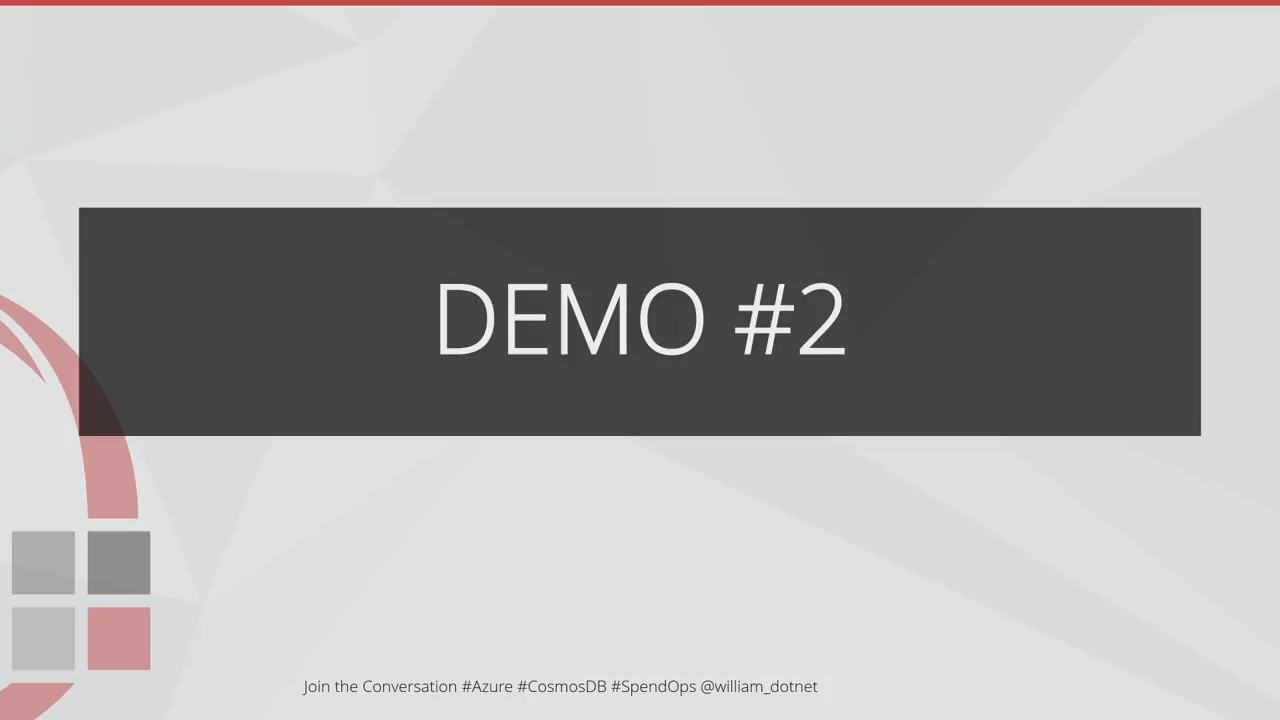 DEMO #2
Join the Conversation #Azure #CosmosDB #SpendOps @william_dotnet